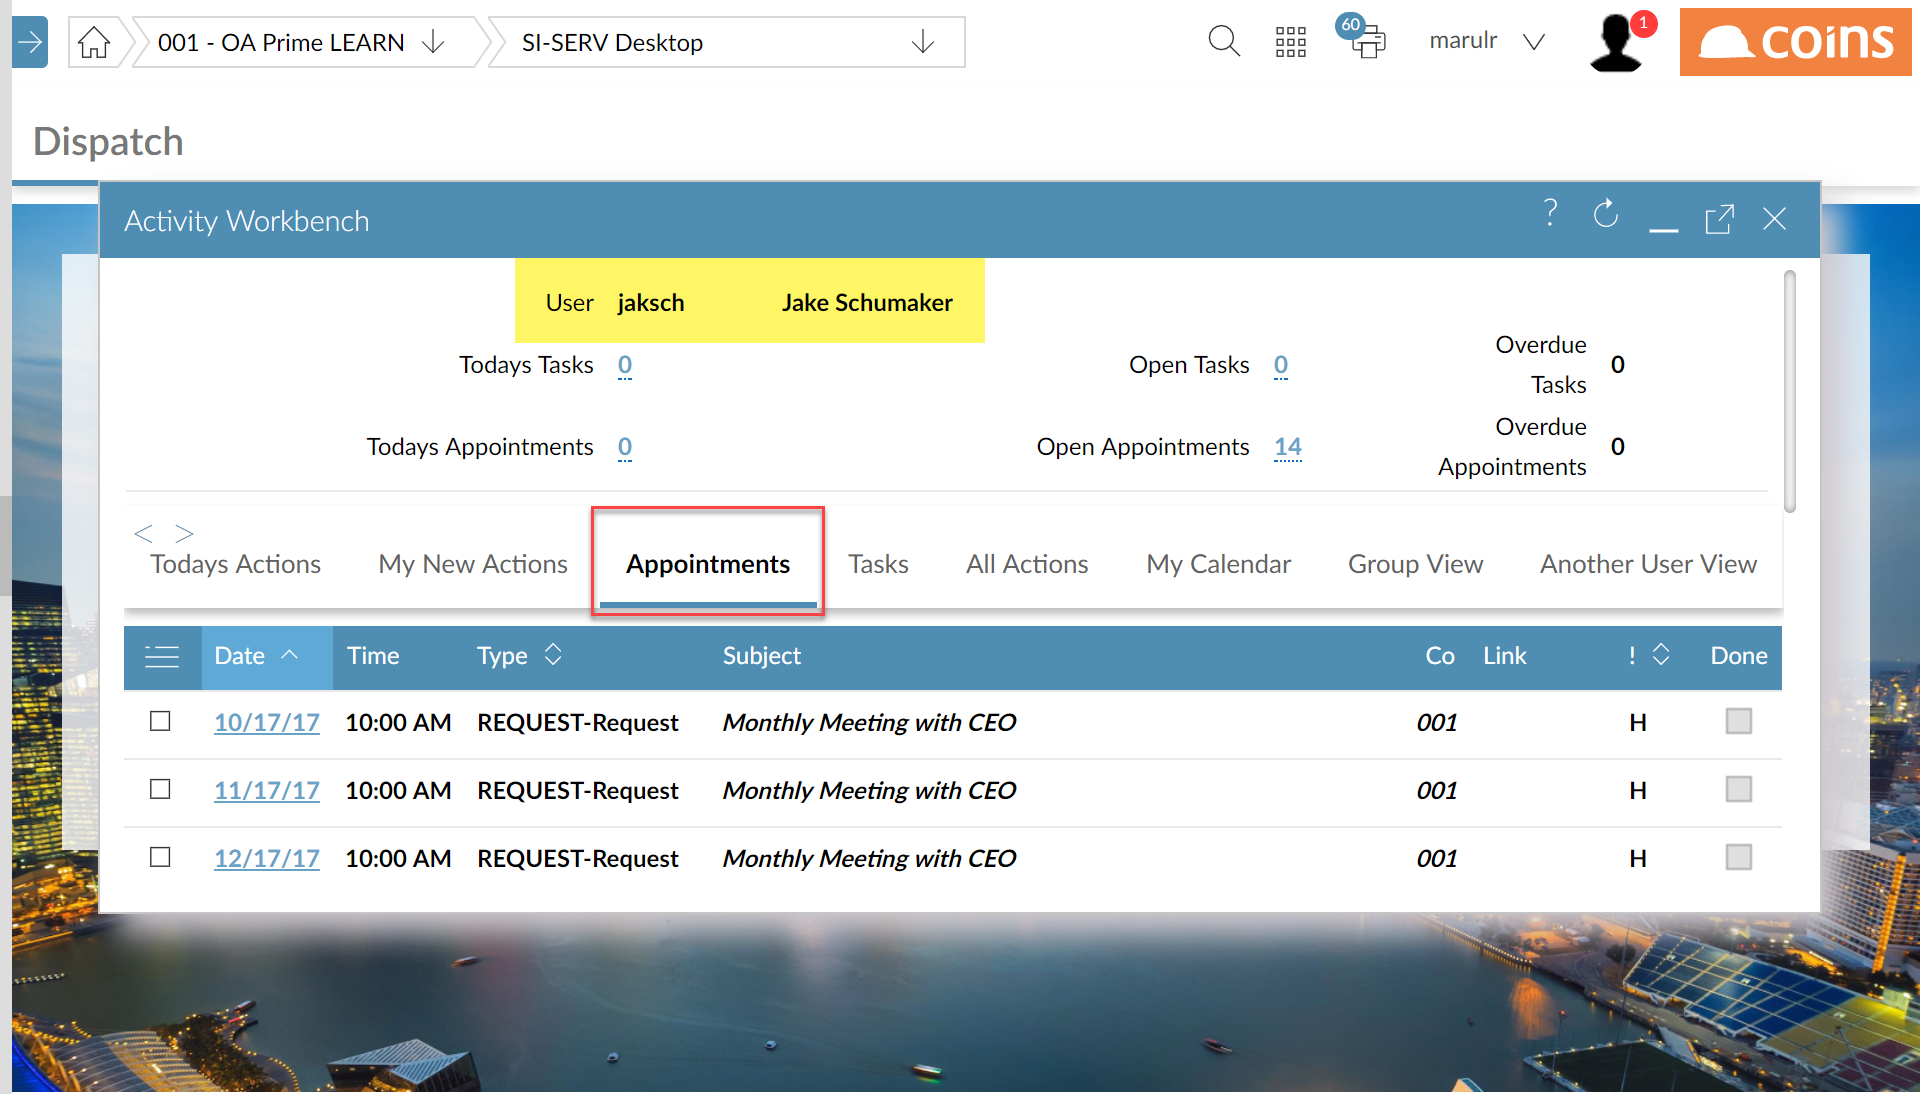 001 - OA Prime LEARN
SI-SERV Desktop
60
marulr
1
coins
Dispatch
Activity Workbench
?
User jaksch Jake Schumaker
Todays Tasks 0 Open Tasks 0 Overdue Tasks 0
Todays Appointments 0 Open Appointments 14 Overdue Appointments 0
< >
Todays Actions My New Actions Appointments Tasks All Actions My Calendar Group View Another User View
Date Time Type Subject Co Link ! Done
10/17/17 10:00 AM REQUEST-Request Monthly Meeting with CEO 001 H
11/17/17 10:00 AM REQUEST-Request Monthly Meeting with CEO 001 H
12/17/17 10:00 AM REQUEST-Request Monthly Meeting with CEO 001 H